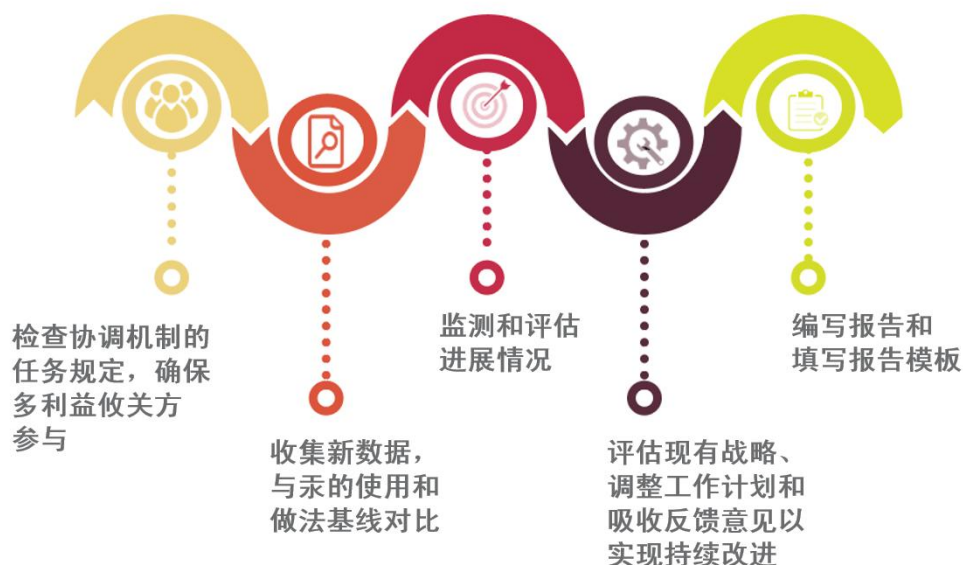 检查协调机制的
任务规定，确保
多利益攸关方
参与
收集新数据，
与汞的使用和
做法基线对比
监测和评估
进展情况
评估现有战略、
调整工作计划和
吸收反馈意见以
实现持续改进
编写报告和
填写报告模板